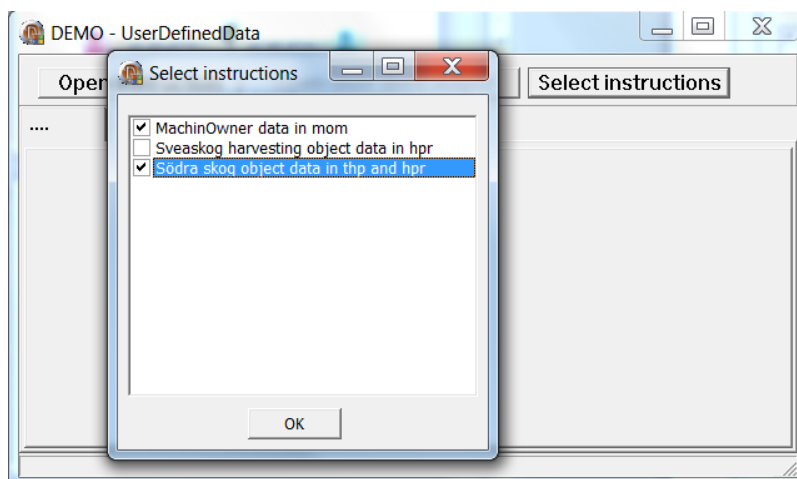 DEMO - UserDefinedData
Select instructions
Open
Select instructions
....
MachinOwner data in mom
Sveaskog harvesting object data in hpr
Södra skog object data in thp and hpr
OK